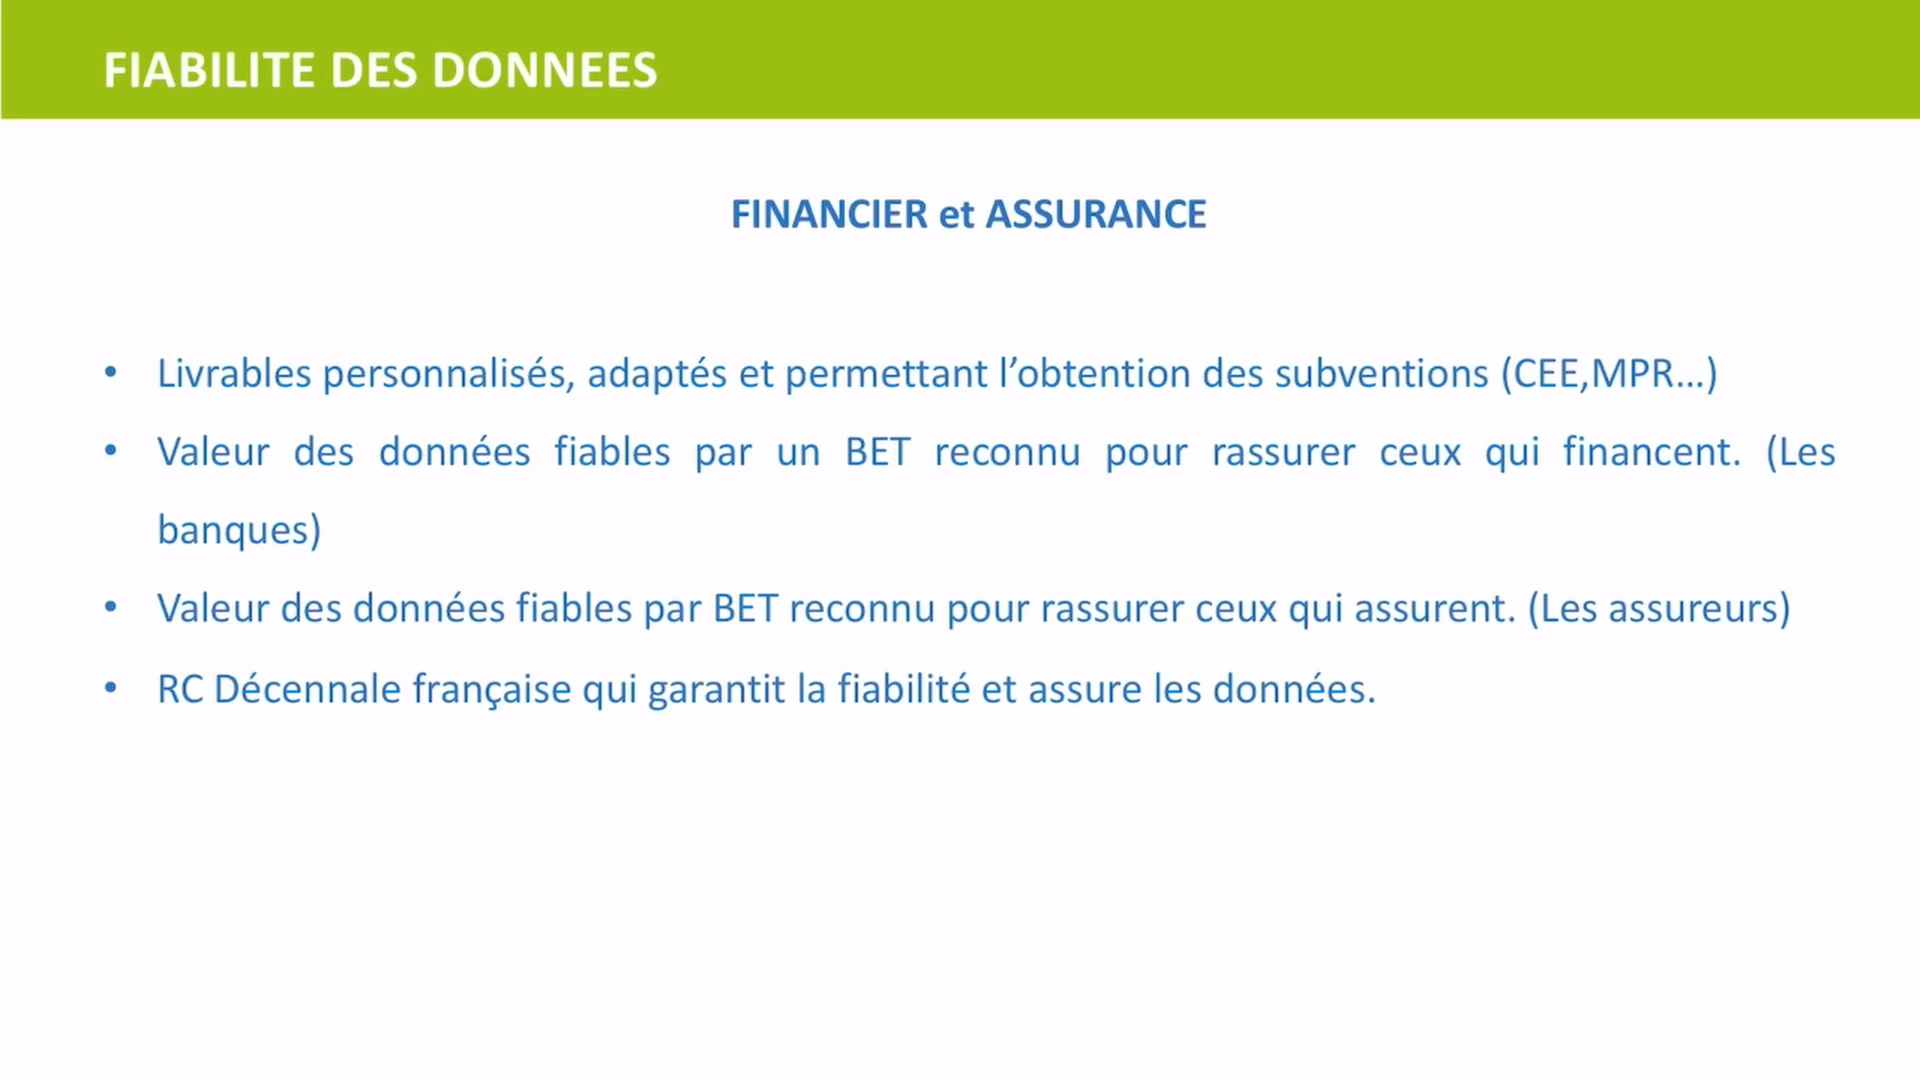 FIABILITE DES DONNEES
FINANCIER et ASSURANCE
• Livrables personnalisés, adaptés et permettant l’obtention des subventions (CEE,MPR…)
• Valeur des données fiables par un BET reconnu pour rassurer ceux qui financent. (Les
banques)
• Valeur des données fiables par BET reconnu pour rassurer ceux qui assurent. (Les assureurs)
• RC Décennale française qui garantit la fiabilité et assure les données.